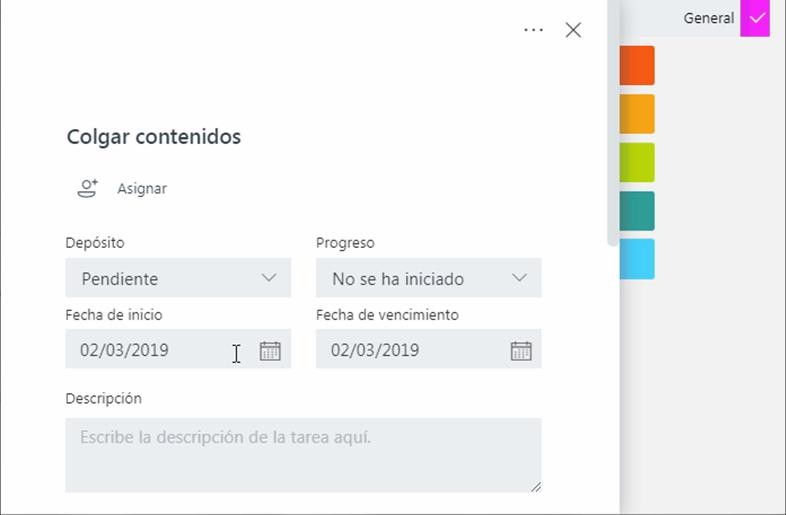 General
Colgar contenidos
Asignar
Depósito
Progreso
Pendiente
No se ha iniciado
Fecha de inicio
Fecha de vencimiento
02/03/2019
02/03/2019
Descripción
Escribe la descripción de la tarea aquí.